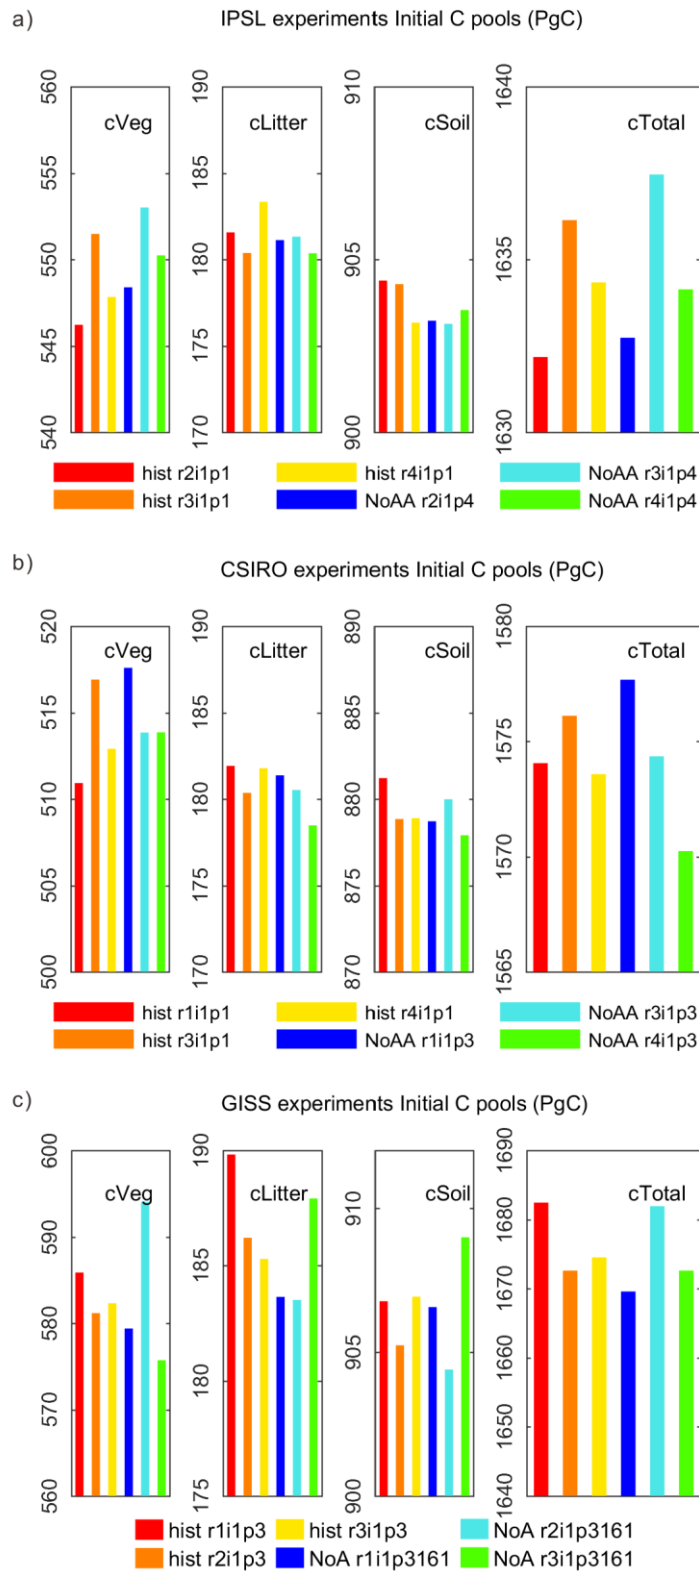 a) IPSL experiments Initial C pools (PgC)
cVeg cLitter cSoil cTotal
560 190 910 1640
555 185
550 180 905 1635
545 175
540 170 900 1630
hist r2i1p1 hist r4i1p1 NoAA r3i1p4
hist r3i1p1 NoAA r2i1p4 NoAA r4i1p4
b) CSIRO experiments Initial C pools (PgC)
cVeg cLitter cSoil cTotal
520 190 890 1580
515 185 885
1575
510 180 880
1570
505 175 875
500 170 870 1565
hist r1i1p1 hist r4i1p1 NoAA r3i1p3
hist r3i1p1 NoAA r1i1p3 NoAA r4i1p3
c) GISS experiments Initial C pools (PgC)
cVeg cLitter cSoil cTotal
600 190 1690
910 1680
590 185
1670
580
905 1660
570 180
1650
560 175 900 1640
hist r1i1p3 hist r3i1p3 NoA r2i1p3161
hist r2i1p3 NoA r1i1p3161 NoA r3i1p3161